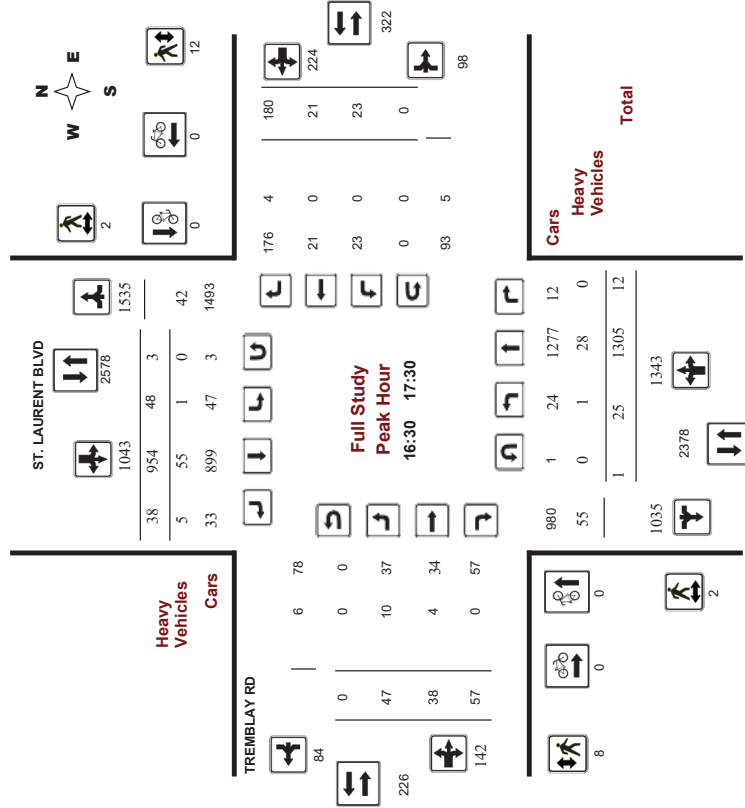 N
W E
S
2
12
0
0
ST. LAURENT BLVD
2578
1043
1535
38 954 48 3
5 55 1 0 42
33 899 47 3 1493
Heavy
Vehicles
Cars
TREMBLAY RD
84
6 78
0 0 0
47 10 37
38 4 34
57 0 57
226
142
Full Study
Peak Hour
16:30 17:30
322
224
98
176 4 180
21 0 21
23 0 23
0 0 0
93 5
980 1 24 1277 12
55 0 1 28 0
1 25 1305 12
Cars
Heavy
Vehicles
Total
1035
1343
2378
0
0
8
2